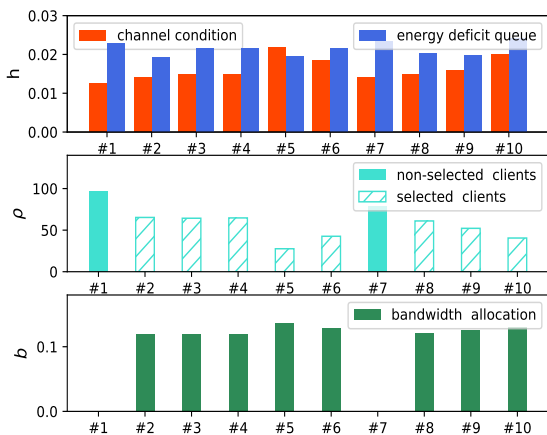 channel condition
energy deficit queue
h
0.03
0.02
0.01
0.00
#1 #2 #3 #4 #5 #6 #7 #8 #9 #10
non-selected clients
selected clients
ρ
100
50
0
#1 #2 #3 #4 #5 #6 #7 #8 #9 #10
bandwidth allocation
b
0.1
0.0
#1 #2 #3 #4 #5 #6 #7 #8 #9 #10